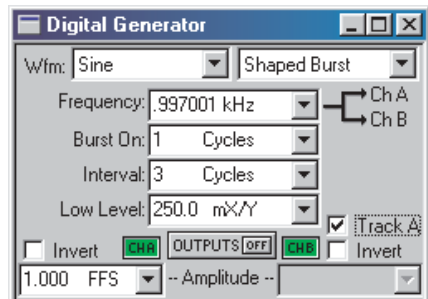 Digital Generator
Wfm: Sine Shaped Burst
Frequency: .997001 kHz Ch A
Ch B
Burst On: 1 Cycles
Interval: 3 Cycles
Low Level: 250.0 mX/Y
Track A
Invert CHA OUTPUTS OFF CHB Invert
1.000 FFS -- Amplitude --